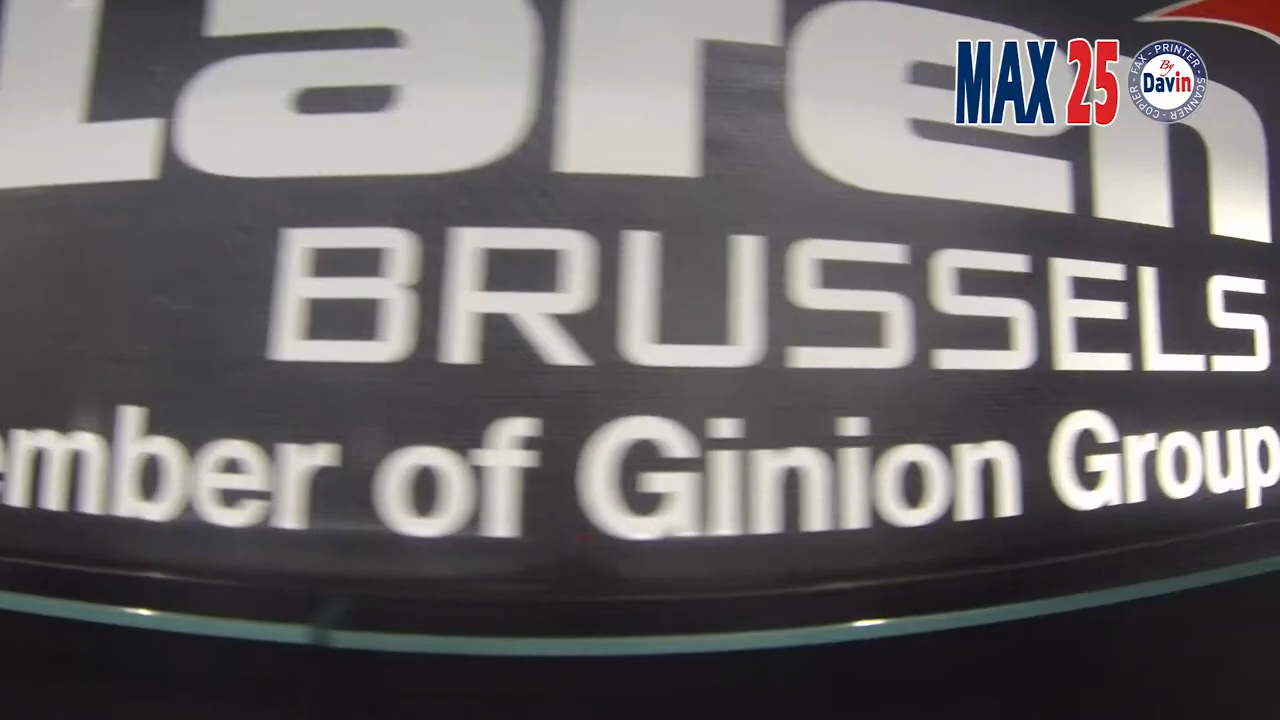 Laren
BRUSSELS
ember of Ginion Group
MAX 25
FAX - PRINTER - SCANNER - COPIER -
By
Davin